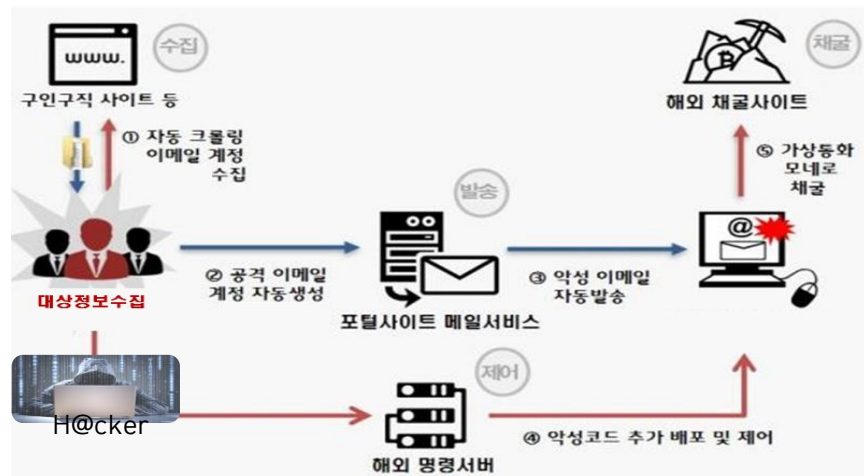 www.
수집
구인구직 사이트 등
① 자동 크롤링
이메일 계정
수집
대상정보수집
② 공격 이메일
계정 자동생성
발송
포털사이트 메일서비스
③ 악성 이메일
자동발송
@
채굴
B
해외 채굴사이트
⑤ 가상통화
모네로
채굴
H@cker
제어
해외 명령서버
④ 악성코드 추가 배포 및 제어